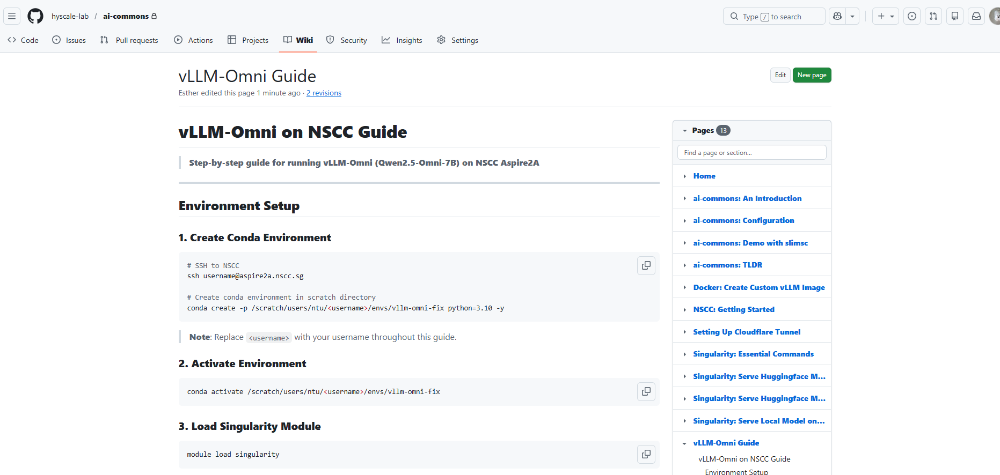 hyscale-lab / ai-commons
Type / to search
Code
Issues
Pull requests
Actions
Projects
Wiki
Security
Insights
Settings
vLLM-Omni Guide
Edit
New page
Esther edited this page 1 minute ago · 2 revisions
vLLM-Omni on NSCC Guide
Step-by-step guide for running vLLM-Omni (Qwen2.5-Omni-7B) on NSCC Aspire2A
Environment Setup
1. Create Conda Environment
# SSH to NSCC
ssh username@aspire2a.nscc.sg
# Create conda environment in scratch directory
conda create -p /scratch/users/ntu/<username>/envs/vllm-omni-fix python=3.10 -y
Note: Replace <username> with your username throughout this guide.
2. Activate Environment
conda activate /scratch/users/ntu/<username>/envs/vllm-omni-fix
3. Load Singularity Module
module load singularity
Pages 13
Find a page or section...
Home
ai-commons: An Introduction
ai-commons: Configuration
ai-commons: Demo with slimsc
ai-commons: TLDR
Docker: Create Custom vLLM Image
NSCC: Getting Started
Setting Up Cloudflare Tunnel
Singularity: Essential Commands
Singularity: Serve Huggingface M...
Singularity: Serve Huggingface M...
Singularity: Serve Local Model on...
vLLM-Omni Guide
vLLM-Omni on NSCC Guide
Environment Setup